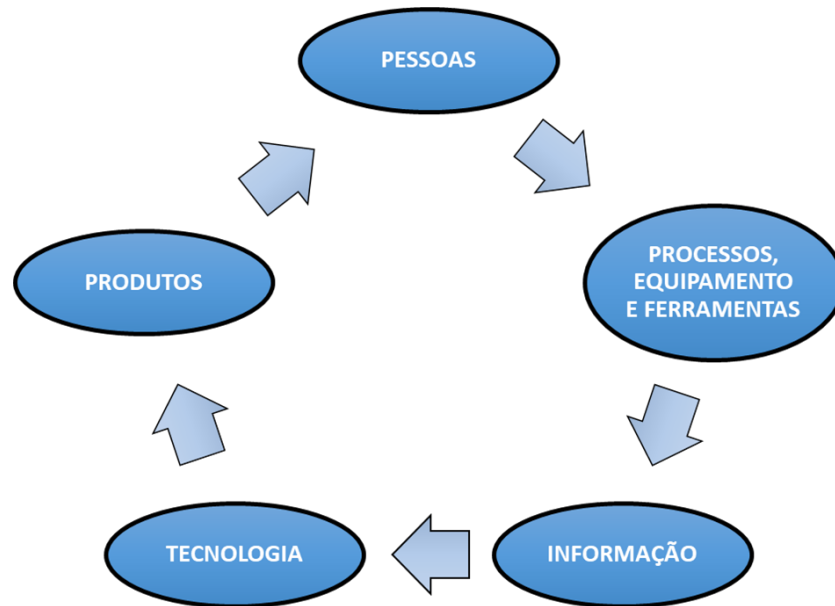 PESSOAS
PROCESSOS,
EQUIPAMENTO
E FERRAMENTAS
INFORMAÇÃO
TECNOLOGIA
PRODUTOS